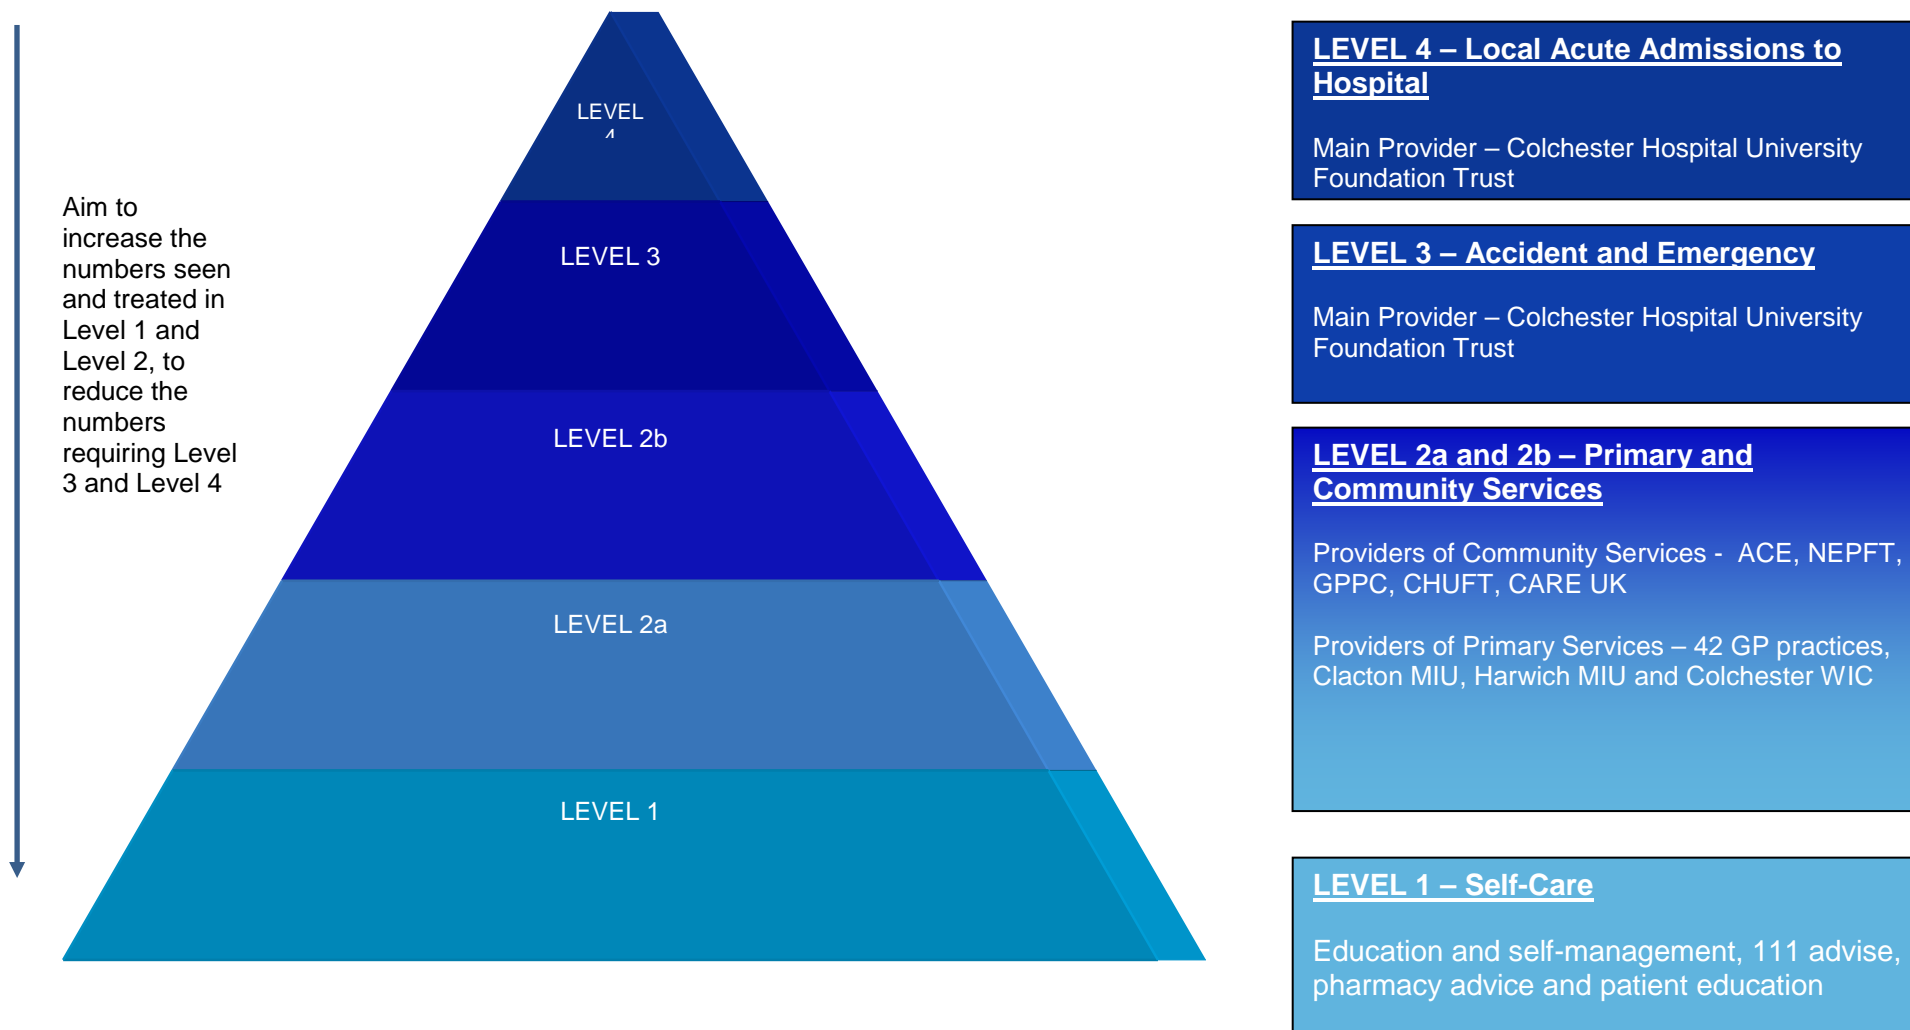 Aim to
increase the
numbers seen
and treated in
Level 1 and
Level 2, to
reduce the
numbers
requiring Level
3 and Level 4
LEVEL
4
LEVEL 3
LEVEL 2b
LEVEL 2a
LEVEL 1
LEVEL 4 – Local Acute Admissions to
Hospital
Main Provider – Colchester Hospital University
Foundation Trust
LEVEL 3 – Accident and Emergency
Main Provider – Colchester Hospital University
Foundation Trust
LEVEL 2a and 2b – Primary and
Community Services
Providers of Community Services - ACE, NEPFT,
GPPC, CHUFT, CARE UK
Providers of Primary Services – 42 GP practices,
Clacton MIU, Harwich MIU and Colchester WIC
LEVEL 1 – Self-Care
Education and self-management, 111 advise,
pharmacy advice and patient education